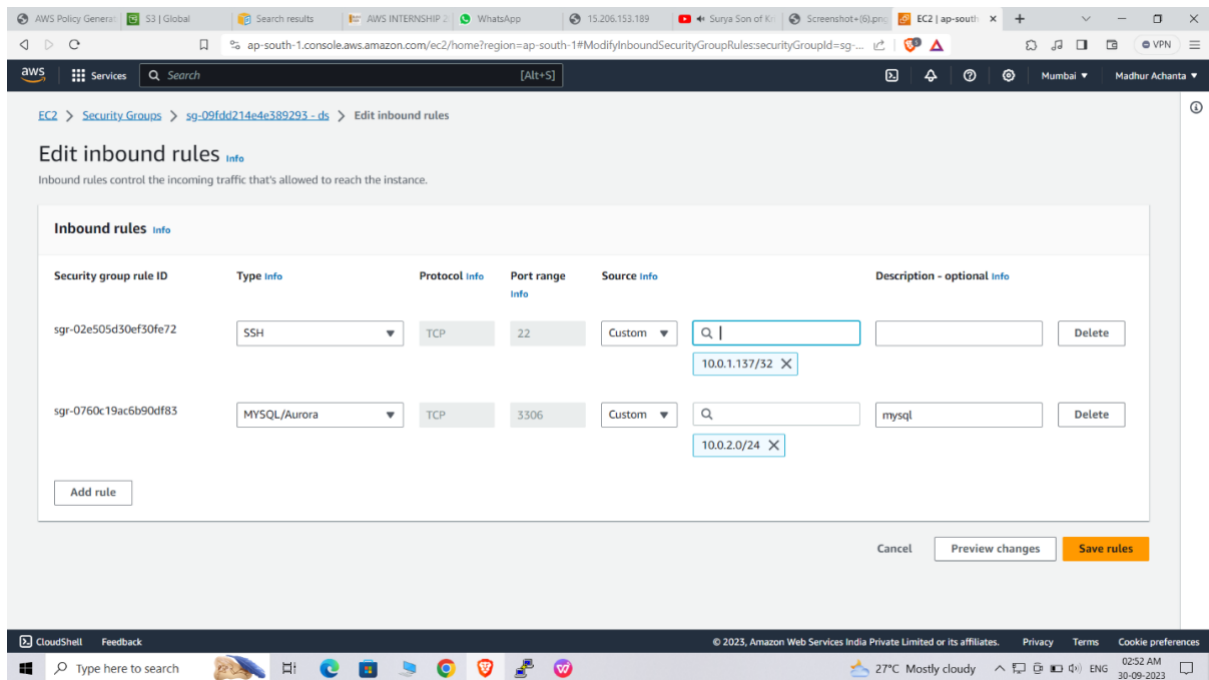 AWS Policy Genera
S3 | Global
Search results
AWS INTERNSHIP 2
WhatsApp
15.206.153.189
Surya Son of K
Screenshot+(6).png
EC2 | ap-south
ap-south-1.console.aws.amazon.com/ec2/home?region=ap-south-1#ModifyInboundSecurityGroupRules:securityGroupId=sg-...
VPN
aws
Services
Search
[Alt+S]
Mumbai
Madhur Achanta
EC2 > Security Groups > sg-09fdd214e4e389293 - ds > Edit inbound rules
Edit inbound rules Info
Inbound rules control the incoming traffic that's allowed to reach the instance.
Inbound rules Info
Security group rule ID
Type Info
Protocol Info
Port range Info
Source Info
Description - optional Info
sgr-02e505d30ef30fe72
SSH
TCP
22
Custom
10.0.1.137/32
Delete
sgr-0760c19ac6b90df83
MYSQL/Aurora
TCP
3306
Custom
10.0.2.0/24
mysql
Delete
Add rule
Cancel
Preview changes
Save rules
CloudShell
Feedback
© 2023, Amazon Web Services India Private Limited or its affiliates.
Privacy
Terms
Cookie preferences
Type here to search
27°C Mostly cloudy
ENG
02:52 AM
30-09-2023